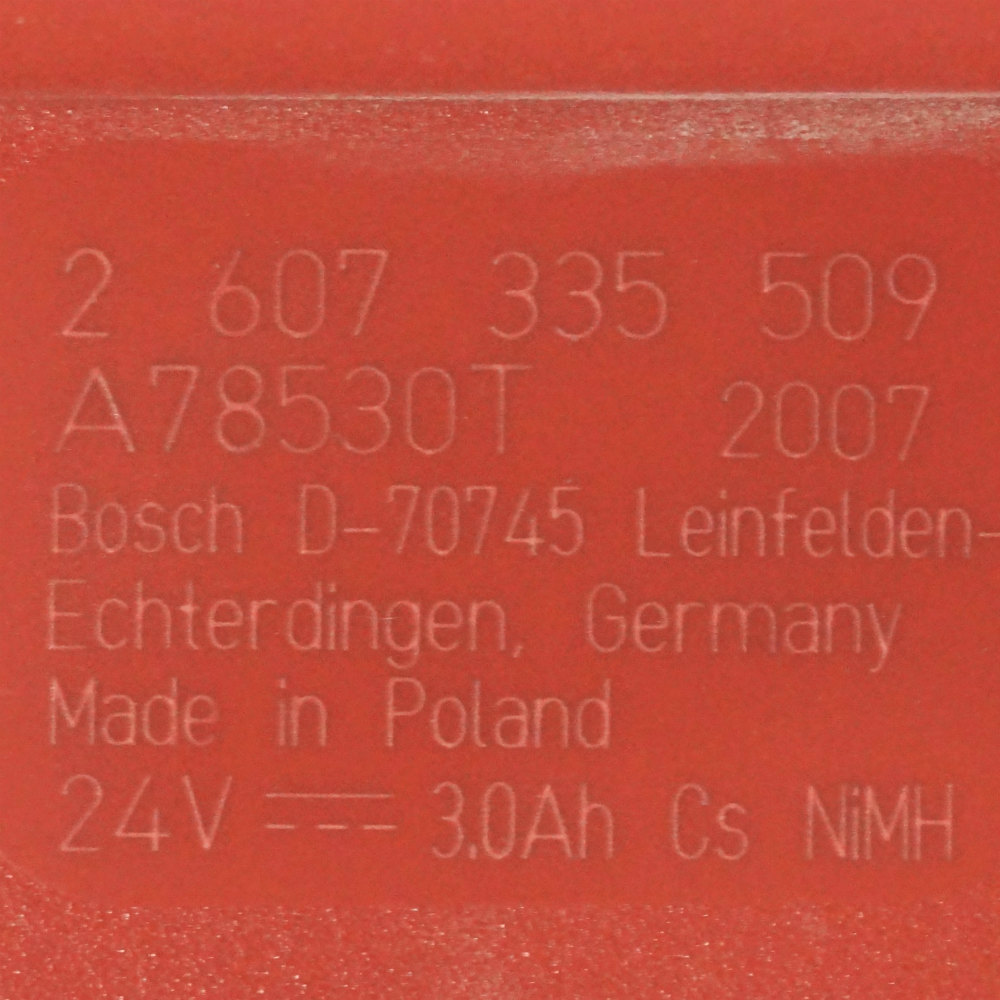 2 607 335 509
A78530T 2007
Bosch D-70745 Leinfelden-
Echterdingen, Germany
Made in Poland
24V ⎓ 3.0Ah Cs NiMH